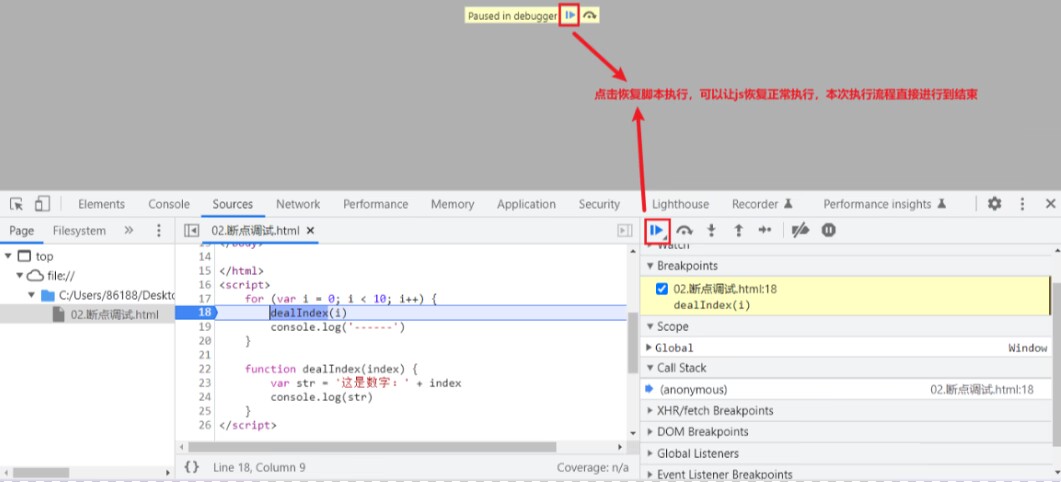 Paused in debugger
点击恢复脚本执行，可以让js恢复正常执行，本次执行流程直接进行到结束
Elements Console Sources Network Performance Memory Application Security Lighthouse Recorder Performance insights
Page Filesystem
02.断点调试.html
top
file://
C:/Users/86188/Deskto
02.断点调试.html
14
15 </html>
16 <script>
17 for (var i = 0; i < 10; i++) {
18 dealIndex(i)
19 console.log('------')
20 }
21
22 function dealIndex(index) {
23 var str = '这是数字：' + index
24 console.log(str)
25 }
26 </script>
{} Line 18, Column 9 Coverage: n/a
Watch
Breakpoints
02.断点调试.html:18
dealIndex(i)
Scope
Global Window
Call Stack
(anonymous) 02.断点调试.html:18
XHR/fetch Breakpoints
DOM Breakpoints
Global Listeners
Event Listener Breakpoints